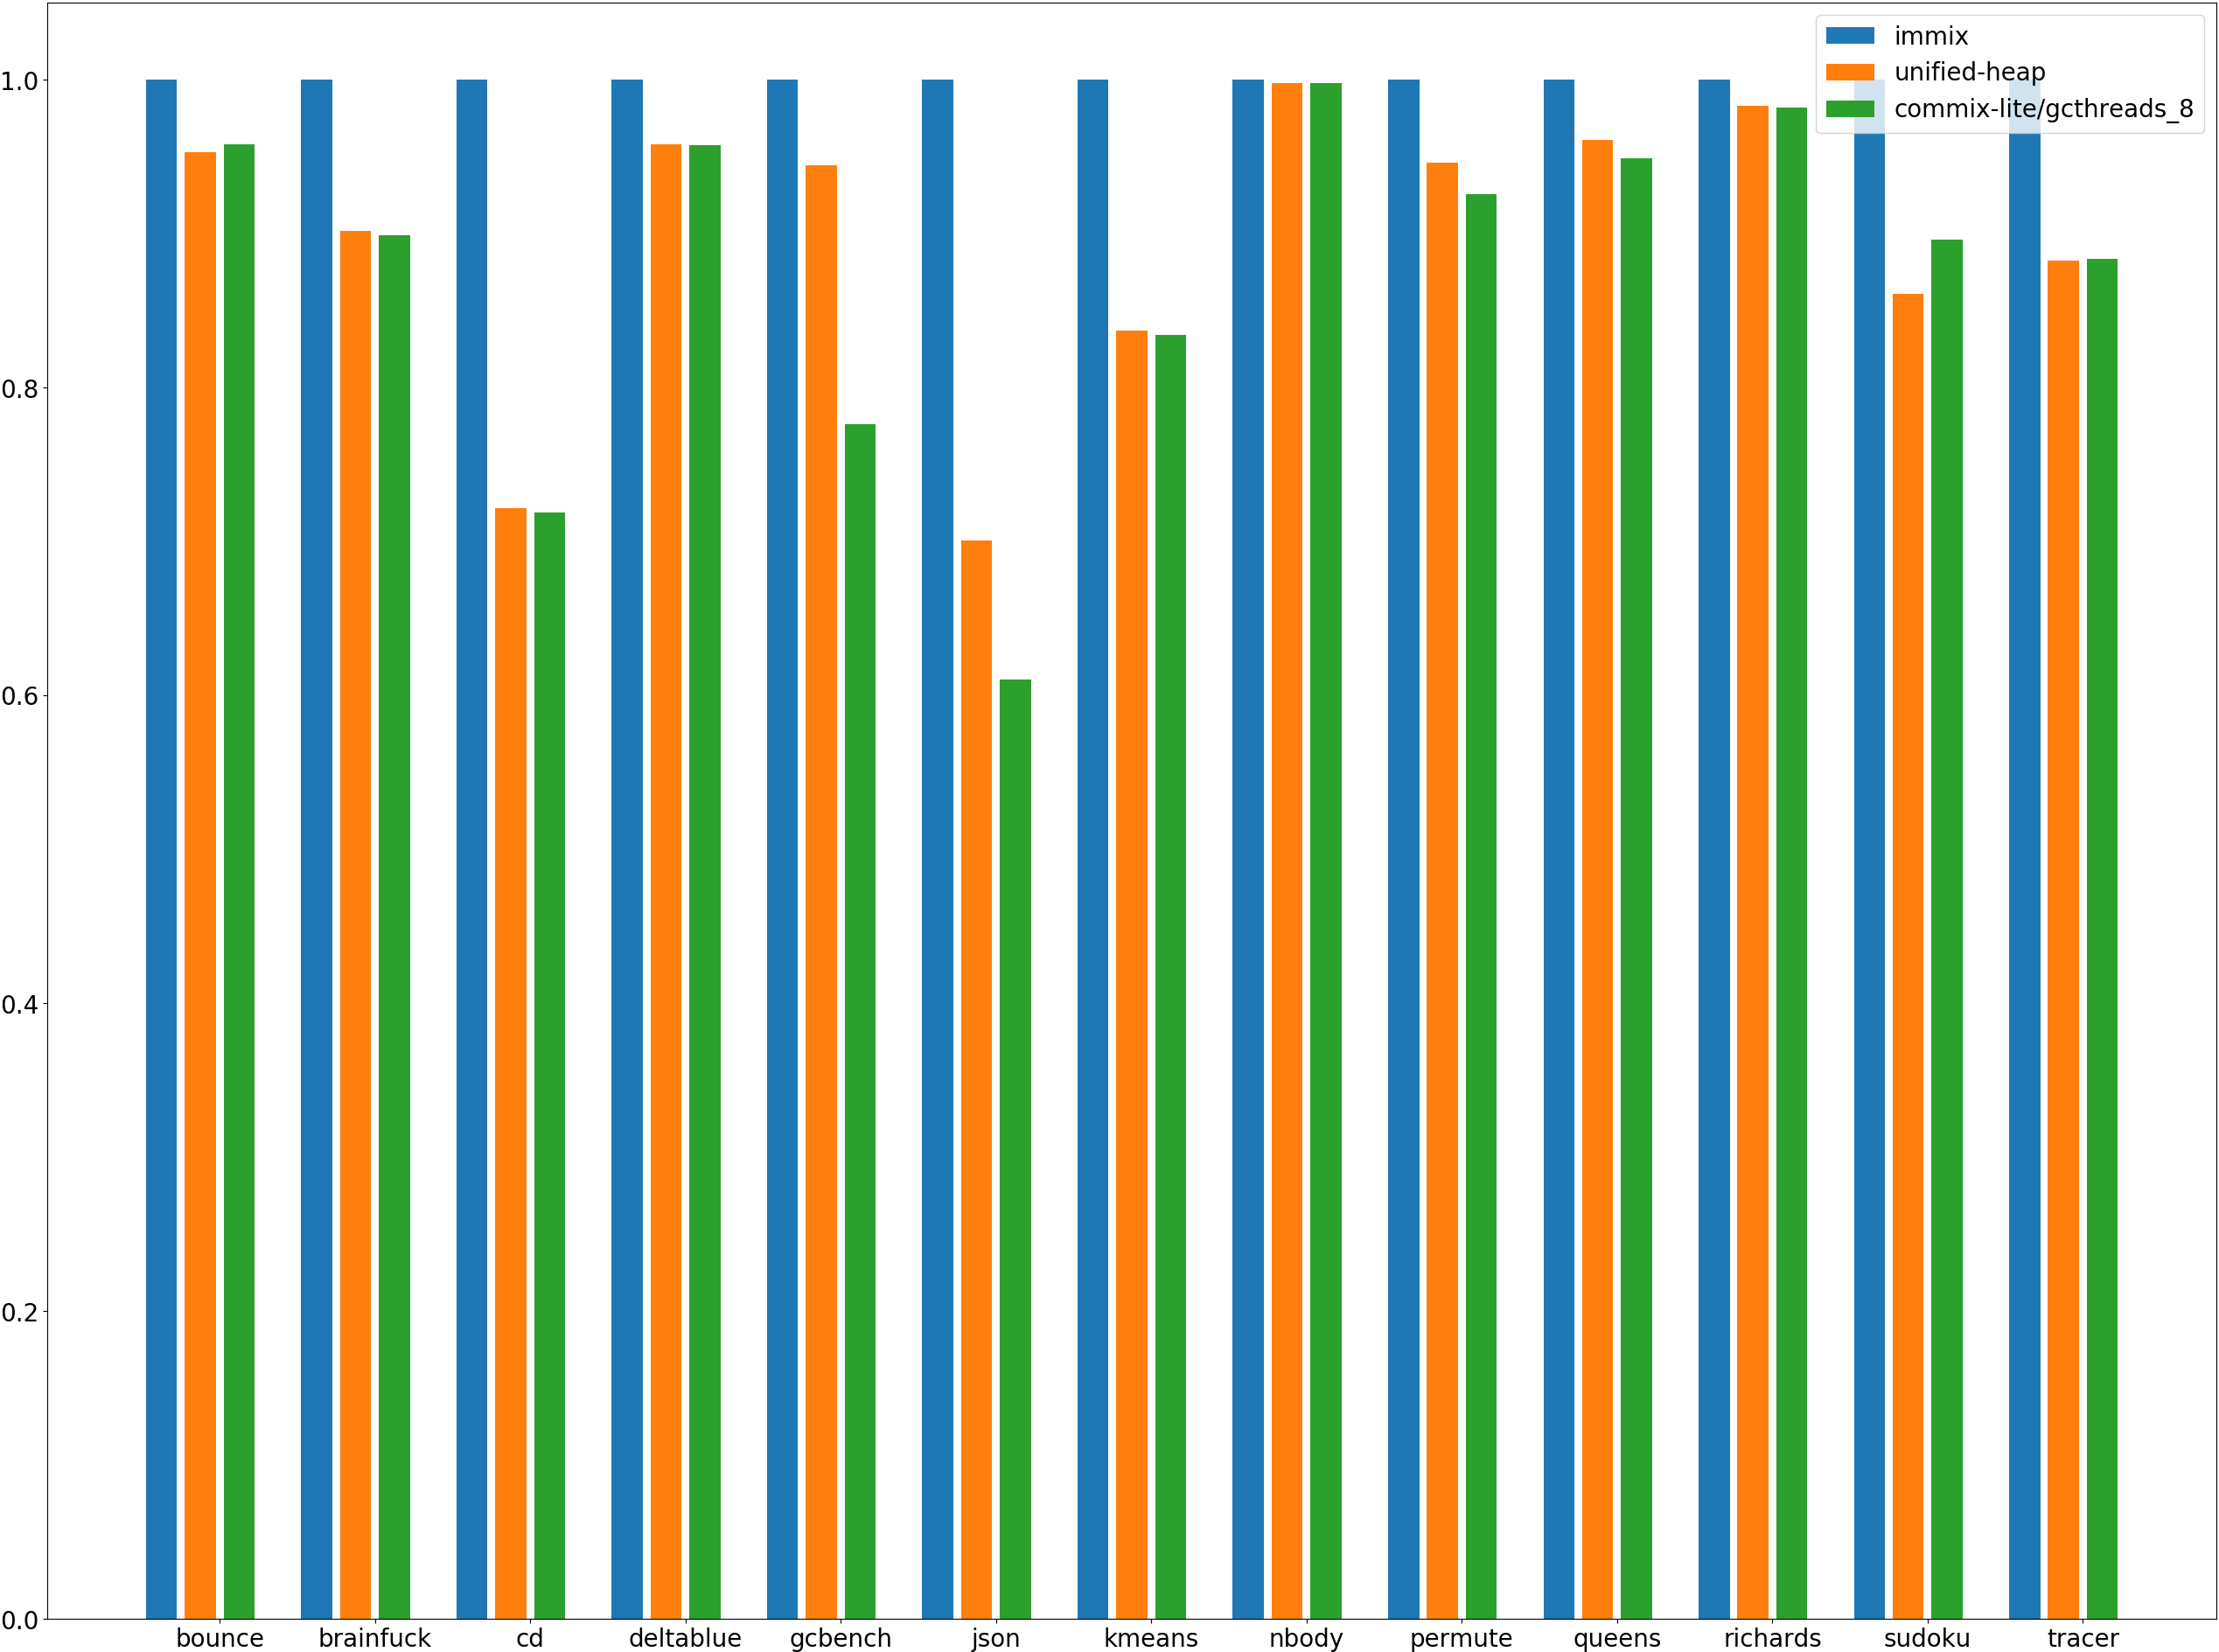 immix
unified-heap
commix-lite/gcthreads_8
1.0
0.8
0.6
0.4
0.2
0.0
bounce brainfuck cd deltablue gcbench json kmeans nbody permute queens richards sudoku tracer